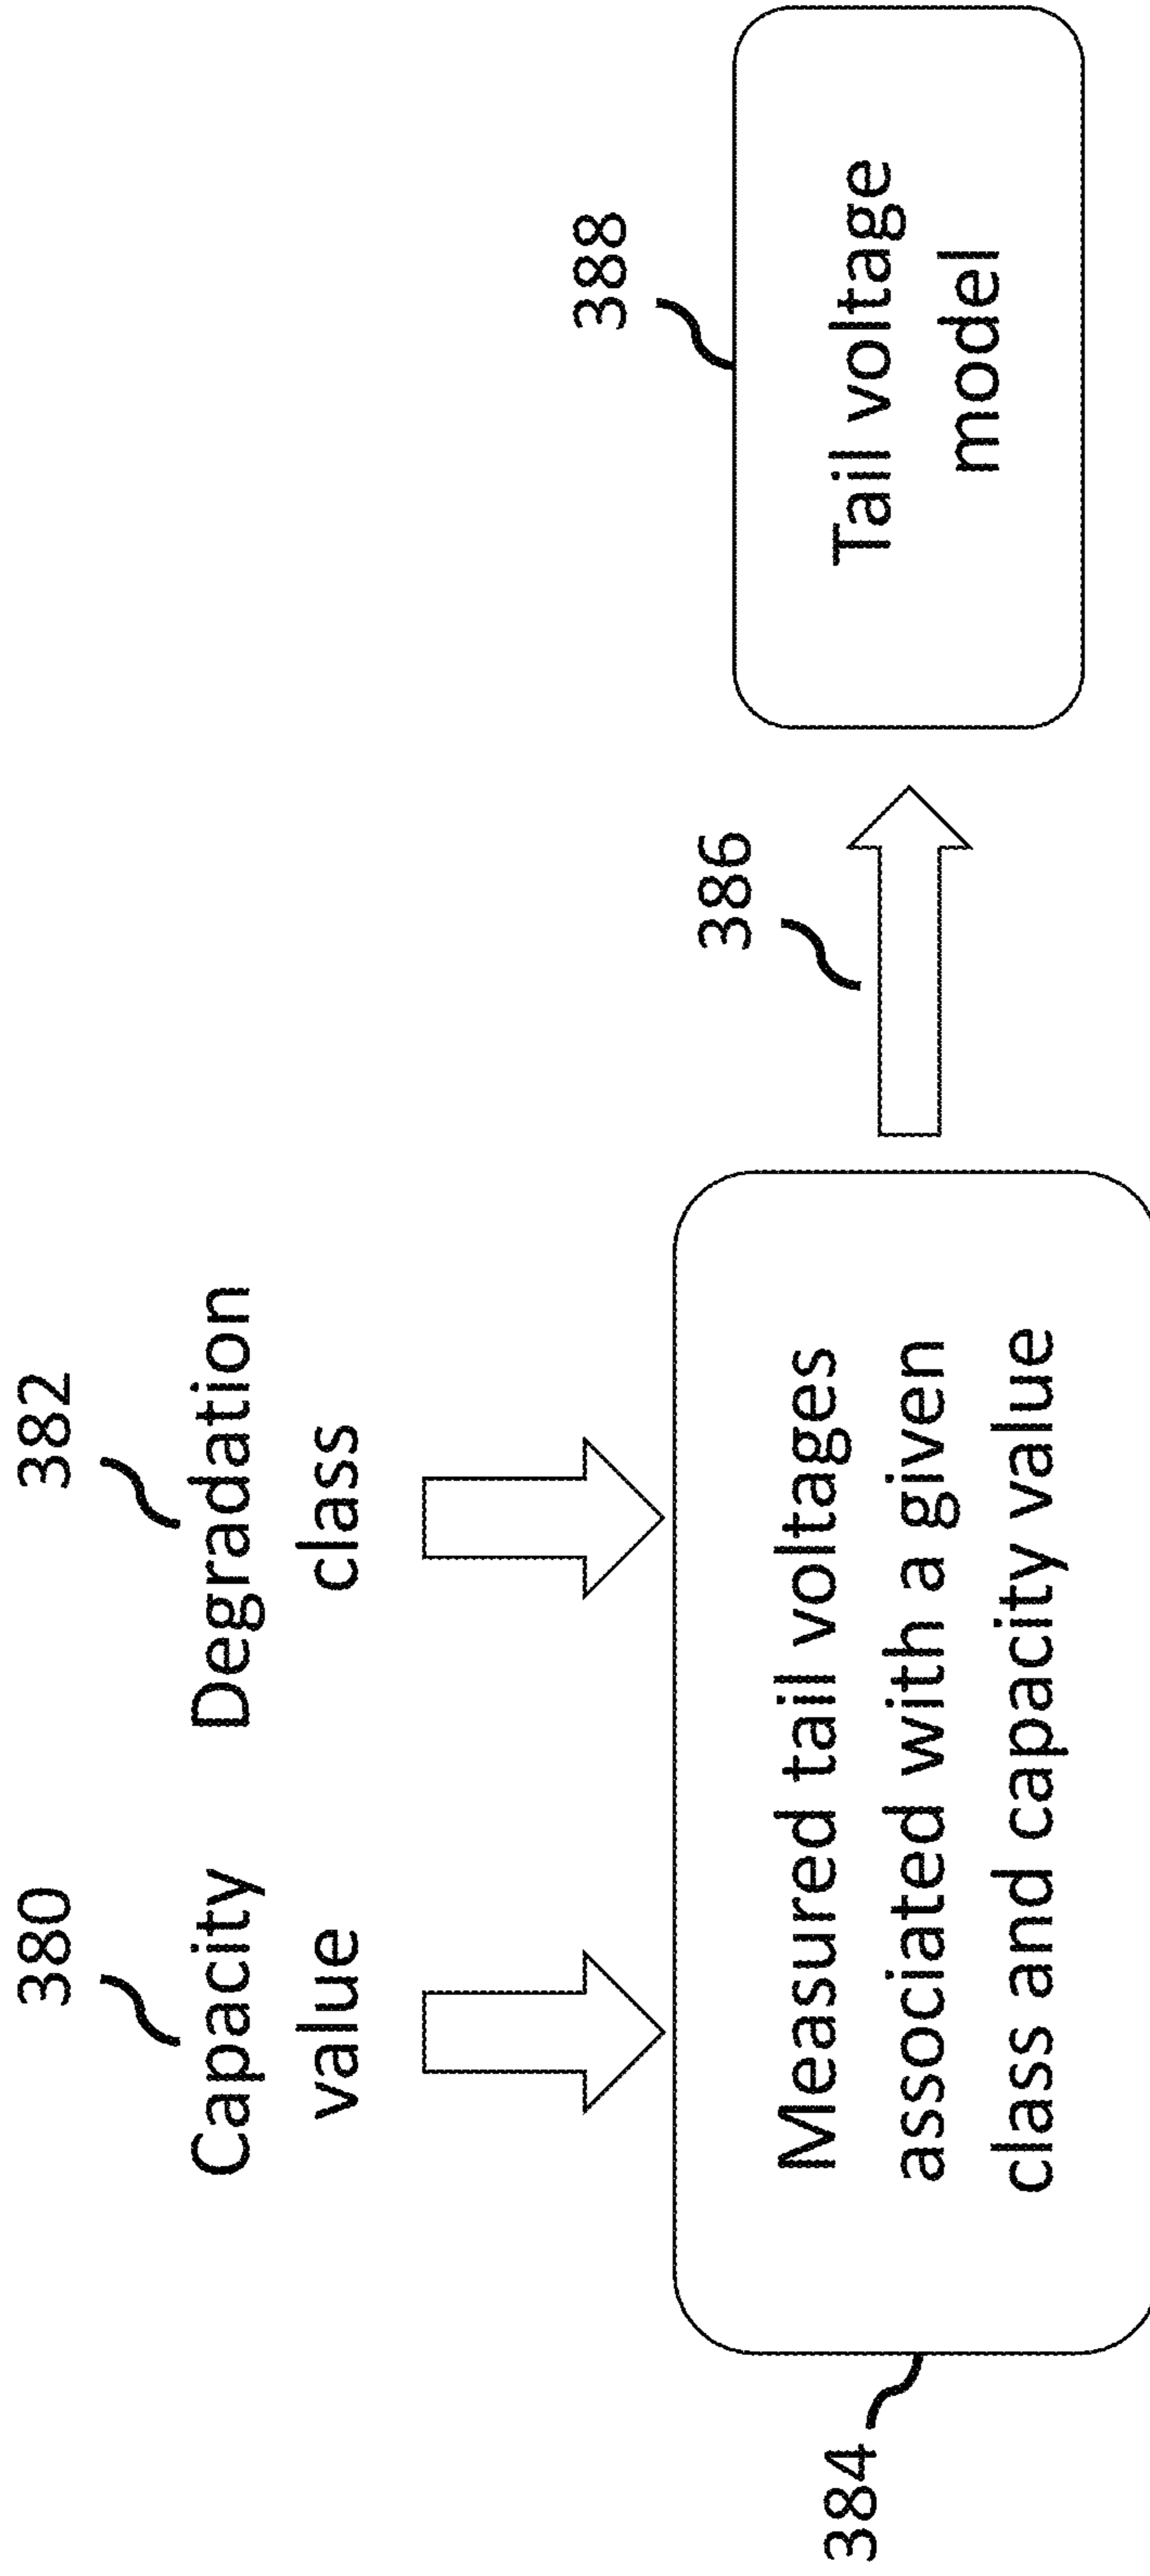 380
Capacity
value
382
Degradation
class
384
Measured tail voltages
associated with a given
class and capacity value
386
388
Tail voltage
model